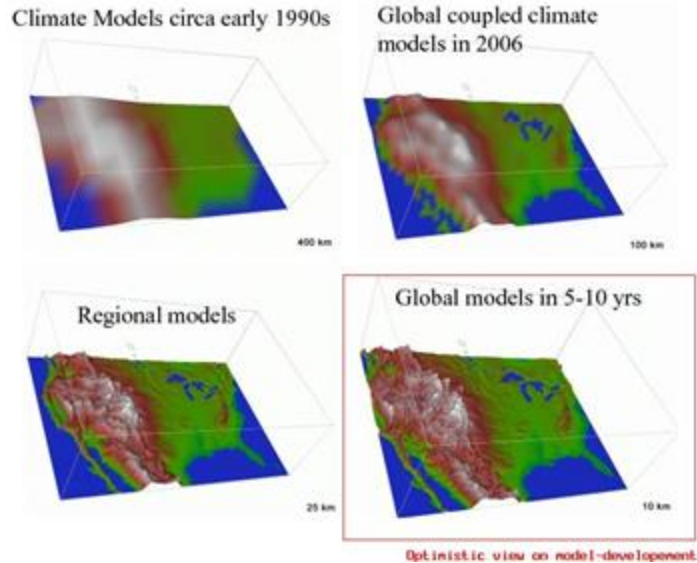 Climate Models circa early 1990s
Global coupled climate
models in 2006
400 km
100 km
Regional models
Global models in 5-10 yrs
25 km
10 km
Optimistic view on model-developement